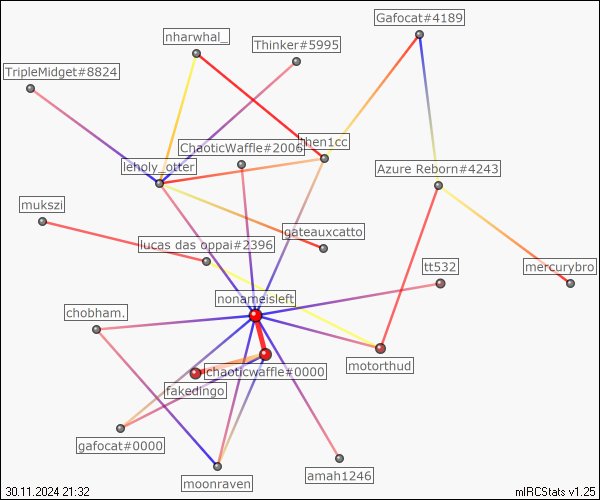 Gafocat#4189
nharwhal_
Thinker#5995
TripleMidget#8824
then1cc
ChaoticWaffle#2006
leholy_otter
Azure Reborn#4243
mukszi
gateauxcatto
lucas das oppai#2396
tt532
mercurybro
nonameisleft
chobham.
motorthud
chaoticwaffle#0000
fakedingo
gafocat#0000
amah1246
moonraven
30.11.2024 21:32
mIRCStats v1.25